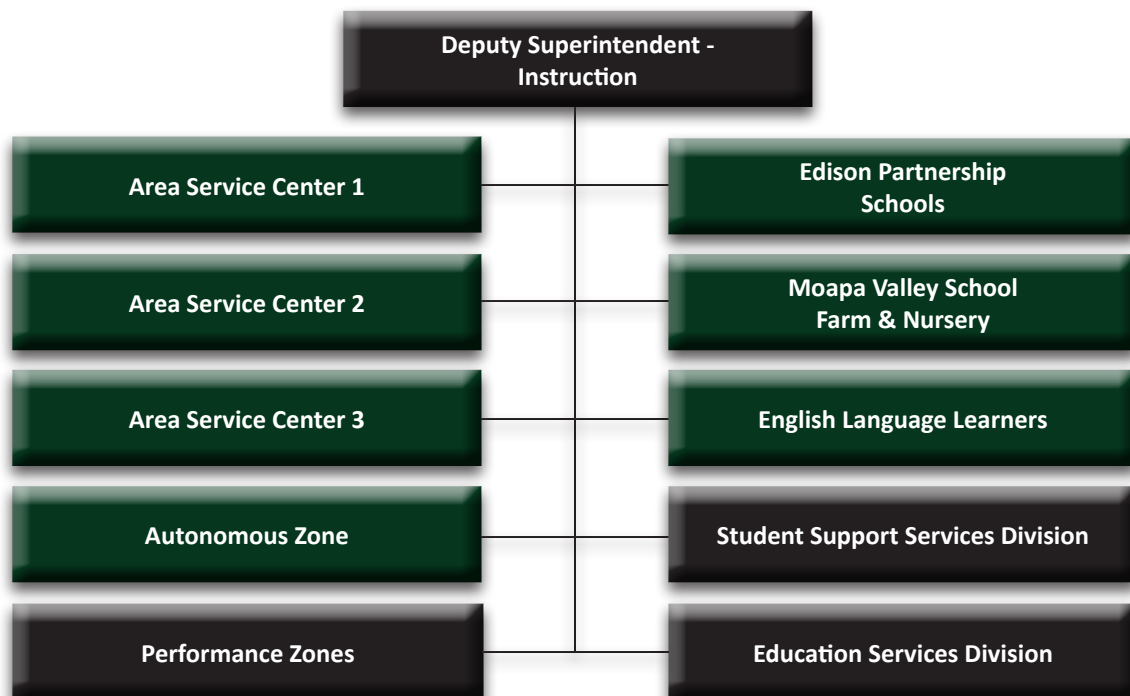 Deputy Superintendent -
Instruction
Area Service Center 1
Edison Partnership
Schools
Area Service Center 2
Moapa Valley School
Farm & Nursery
Area Service Center 3
English Language Learners
Autonomous Zone
Student Support Services Division
Performance Zones
Education Services Division